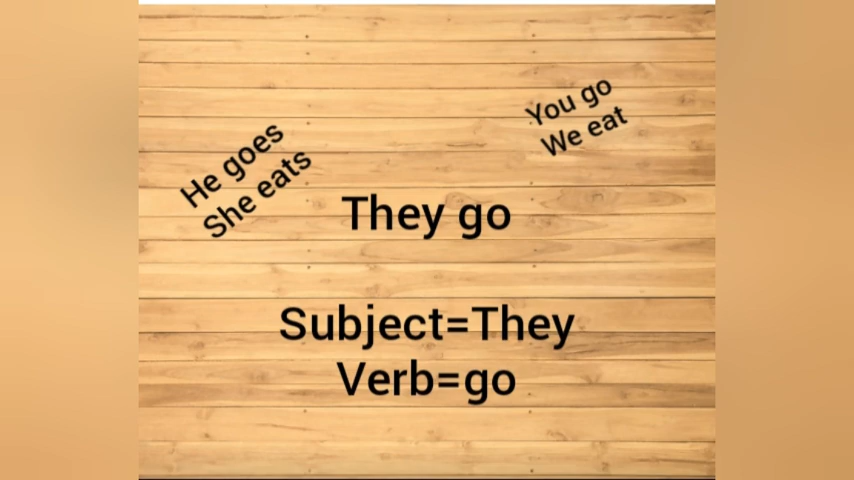 He goes
She eats
You go
We eat
They go
Subject=They
Verb=go